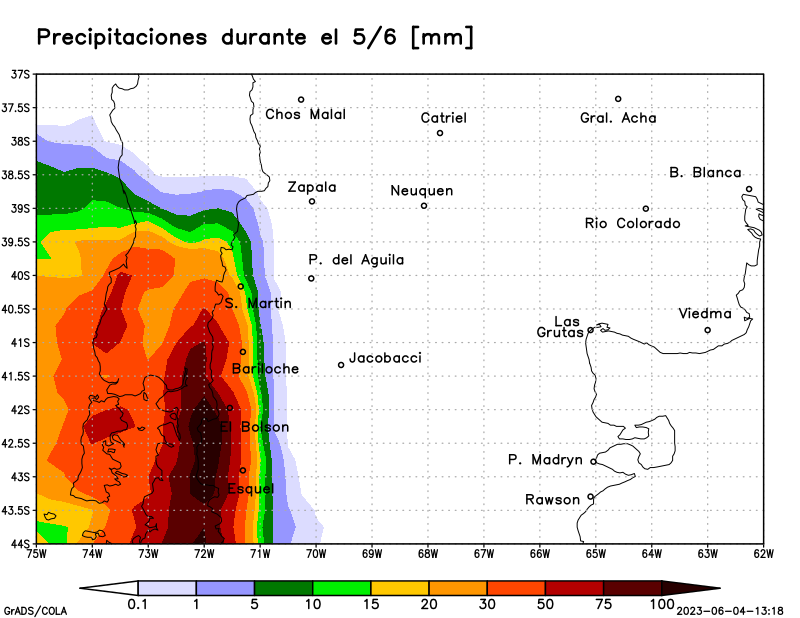 Precipitaciones durante el 5/6 [mm]
37S
37.5S
38S
38.5S
39S
39.5S
40S
40.5S
41S
41.5S
42S
42.5S
43S
43.5S
44S
Chos Malal
Catriel
Gral. Acha
B. Blanca
Zapala
Neuquen
Rio Colorado
P. del Aguila
S. Martin
Las
Grutas
Viedma
Bariloche
Jacobacci
El Bolson
P. Madryn
Esquel
Rawson
75W 74W 73W 72W 71W 70W 69W 68W 67W 66W 65W 64W 63W 62W
0.1 1 5 10 15 20 30 50 75 100
GrADS/COLA
2023-06-04-13:18